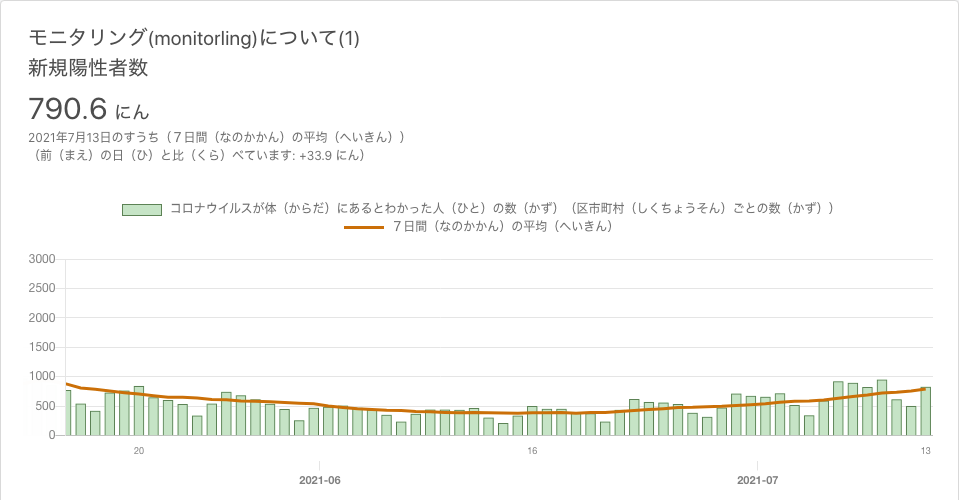 モニタリング(monitorling)について(1)
新規陽性者数
790.6 にん
2021年7月13日のすうち（７日間（なのかかん）の平均（へいきん））
（前（まえ）の日（ひ）と比（くら）べています: +33.9 にん）
コロナウイルスが体（からだ）にあるとわかった人（ひと）の数（かず）（区市町村（しくちょうそん）ごとの数（かず））
７日間（なのかかん）の平均（へいきん）
3000
2500
2000
1500
1000
500
0
20 16 13
2021-06 2021-07